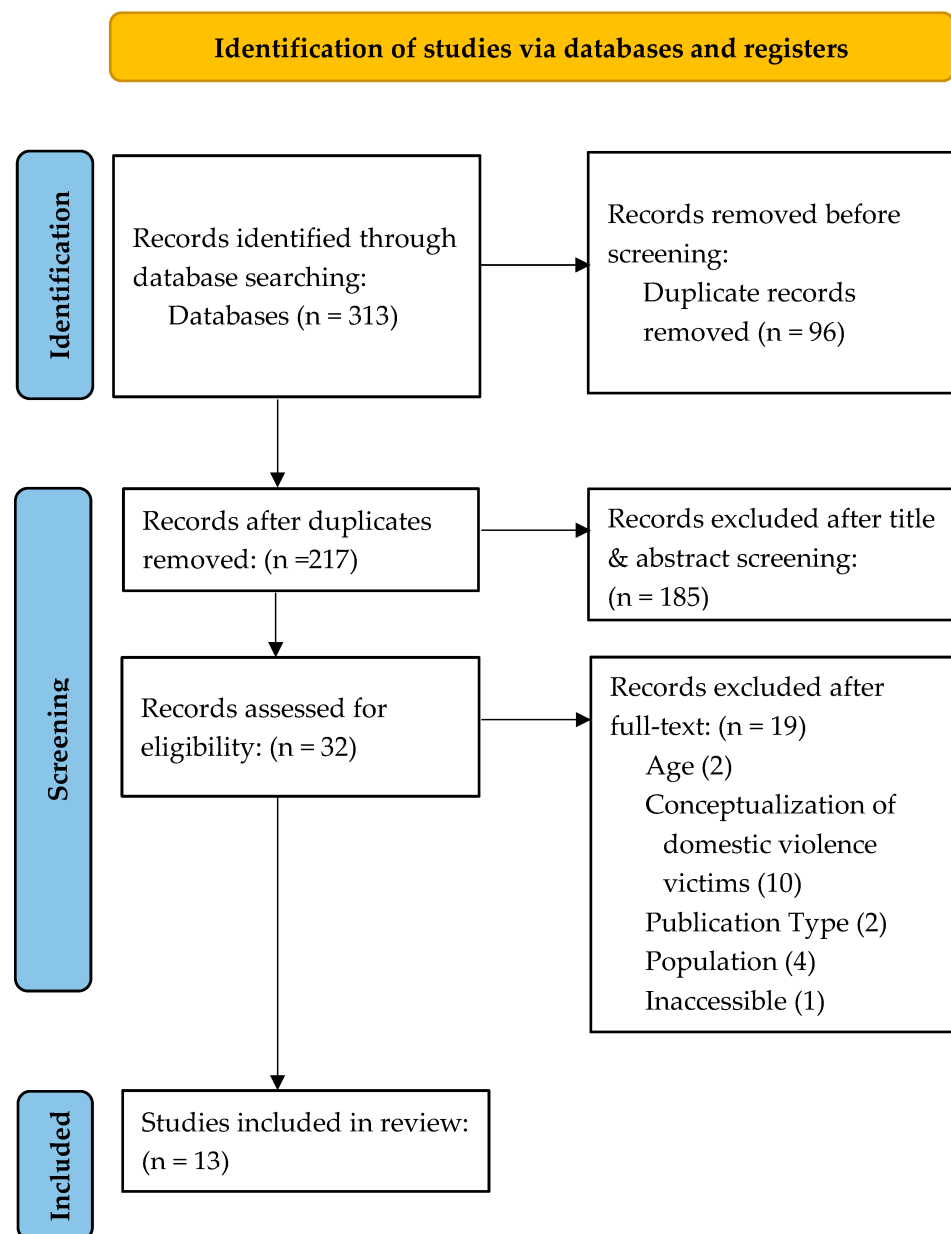 Identification of studies via databases and registers
Identification
Records identified through
database searching:
Databases (n = 313)
Records removed before
screening:
Duplicate records
removed (n = 96)
Screening
Records after duplicates
removed: (n =217)
Records excluded after title
& abstract screening:
(n = 185)
Records assessed for
eligibility: (n = 32)
Records excluded after
full-text: (n = 19)
Age (2)
Conceptualization of
domestic violence
victims (10)
Publication Type (2)
Population (4)
Inaccessible (1)
Included
Studies included in review:
(n = 13)